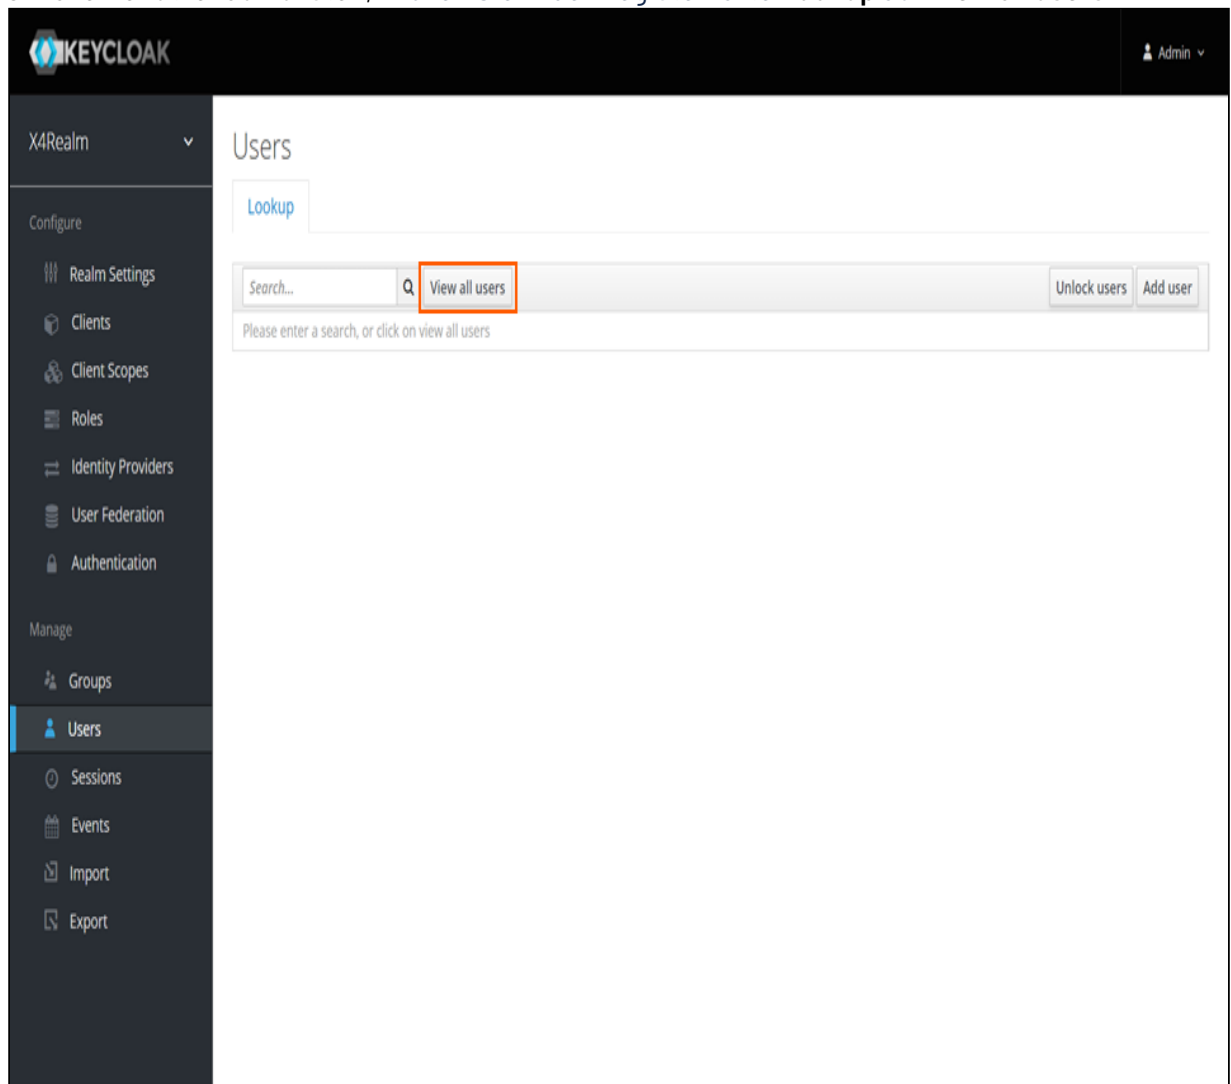 KEYCLOAK
Admin
X4Realm
Users
Lookup
Configure
Realm Settings
Search...
View all users
Unlock users
Add user
Please enter a search, or click on view all users
Clients
Client Scopes
Roles
Identity Providers
User Federation
Authentication
Manage
Groups
Users
Sessions
Events
Import
Export